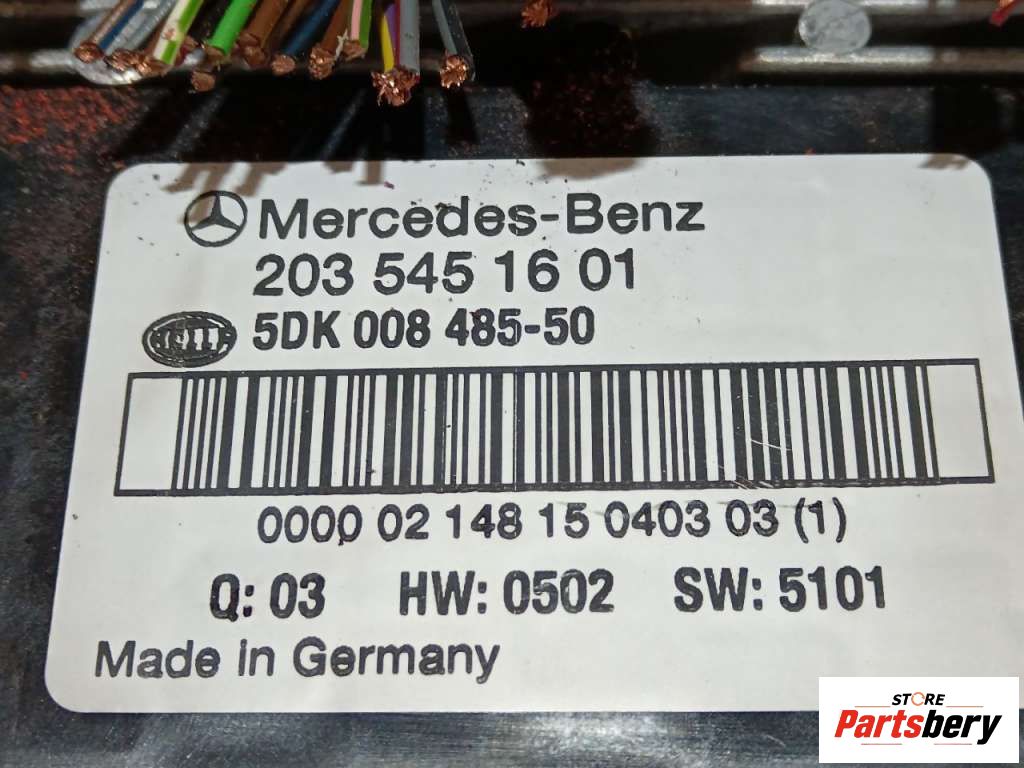 Mercedes-Benz
203 545 16 01
HELLA 5DK 008 485-50
0000 02 148 15 0403 03 (1)
Q: 03 HW: 0502 SW: 5101
Made in Germany
STORE
Partsbery